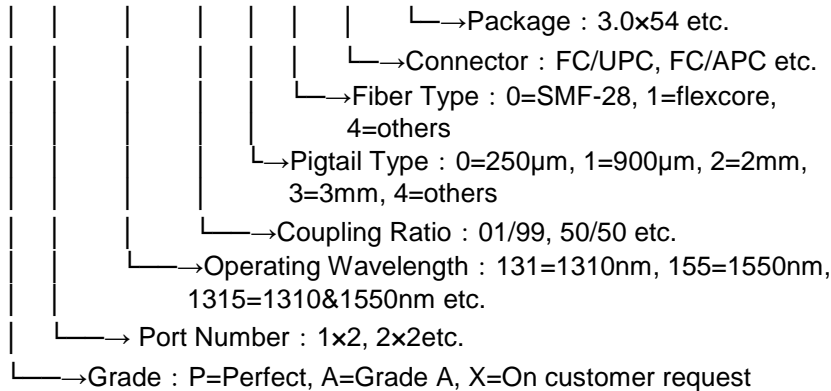 Package：3.0×54 etc.
Connector：FC/UPC, FC/APC etc.
Fiber Type：0=SMF-28, 1=flexcore,
4=others
Pigtail Type：0=250μm, 1=900μm, 2=2mm,
3=3mm, 4=others
Coupling Ratio：01/99, 50/50 etc.
Operating Wavelength：131=1310nm, 155=1550nm,
1315=1310&1550nm etc.
Port Number：1×2, 2×2etc.
Grade：P=Perfect, A=Grade A, X=On customer request